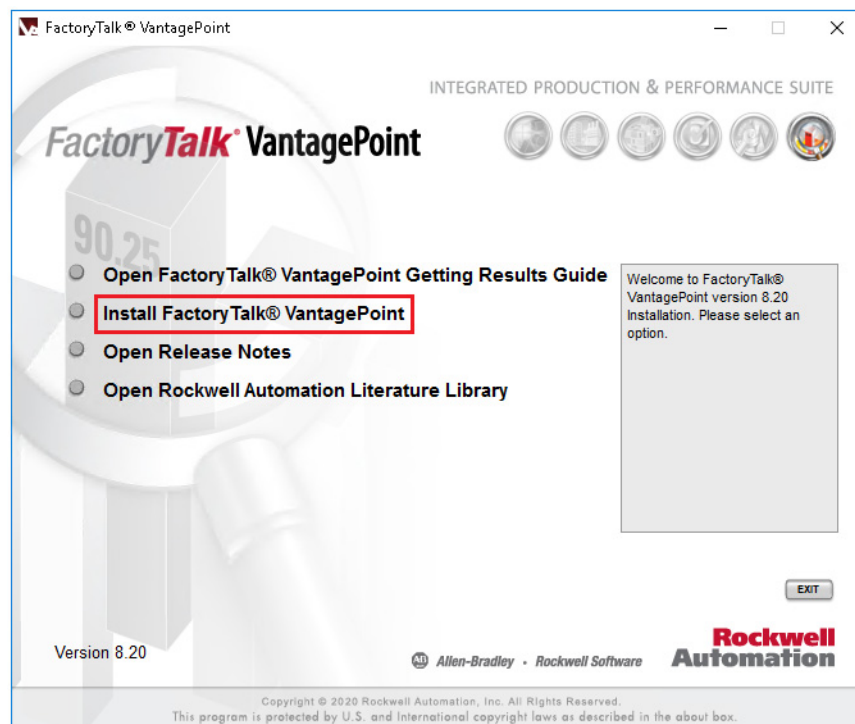 FactoryTalk® VantagePoint
INTEGRATED PRODUCTION & PERFORMANCE SUITE
FactoryTalk® VantagePoint
90.25
Open FactoryTalk® VantagePoint Getting Results Guide
Install FactoryTalk® VantagePoint
Open Release Notes
Open Rockwell Automation Literature Library
Welcome to FactoryTalk®
VantagePoint version 8.20
Installation. Please select an
option.
EXIT
Version 8.20
AB Allen-Bradley · Rockwell Software
Rockwell
Automation
Copyright © 2020 Rockwell Automation, Inc. All Rights Reserved.
This program is protected by U.S. and International copyright laws as described in the about box.